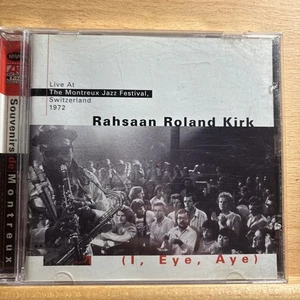 Live At
The Montreux Jazz Festival,
Switzerland
1972
Rahsaan Roland Kirk
(I, Eye, Aye)
Souvenirs de Montreux